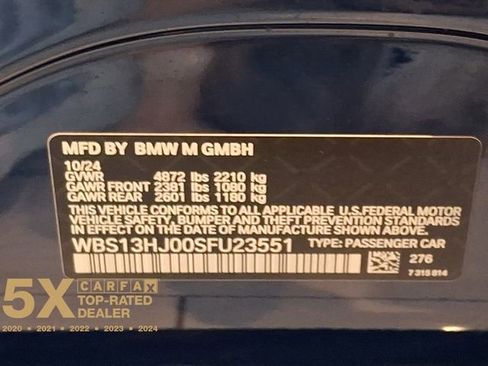 MFD BY BMW M GMBH
10/24
GVWR 4872 lbs 2210 kg
GAWR FRONT 2381 lbs 1080 kg
GAWR REAR 2601 lbs 1180 kg
THIS CONFORMS TO ALL APPLICABLE U.S.FEDERAL MOTOR
VEHICLE SAFETY, BUMPER AND THEFT PREVENTION STANDARDS
IN EFFECT ON THE DATE OF MANUFACTURE SHOWN ABOVE.
WBS13HJ00SFU23551 TYPE: PASSENGER CAR
276
7 315 814
5X CARFAX
TOP-RATED
DEALER
2020 • 2021 • 2022 • 2023 • 2024